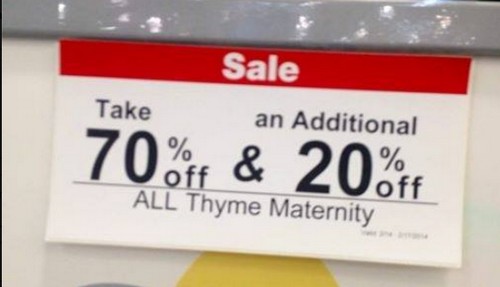 Sale
Take an Additional
70% off & 20% off
ALL Thyme Maternity